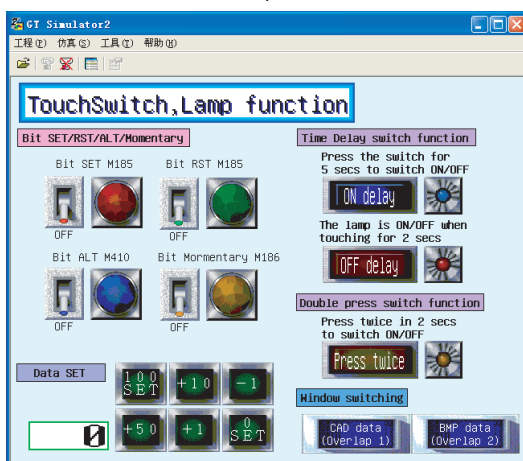 GT Simulator2
工程(P) 仿真(S) 工具(T) 帮助(H)
TouchSwitch,Lamp function
Bit SET/RST/ALT/Momentary
Bit SET M185
Bit RST M185
OFF
OFF
Bit ALT M410
Bit Mormentary M186
OFF
OFF
Data SET
100 SET
+10
-1
0
+50
+1
0 SET
Time Delay switch function
Press the switch for
5 secs to switch ON/OFF
ON delay
The lamp is ON/OFF when
touching for 2 secs
OFF delay
Double press switch function
Press twice in 2 secs
to switch ON/OFF
Press twice
Window switching
CAD data
(Overlap 1)
BMP data
(Overlap 2)